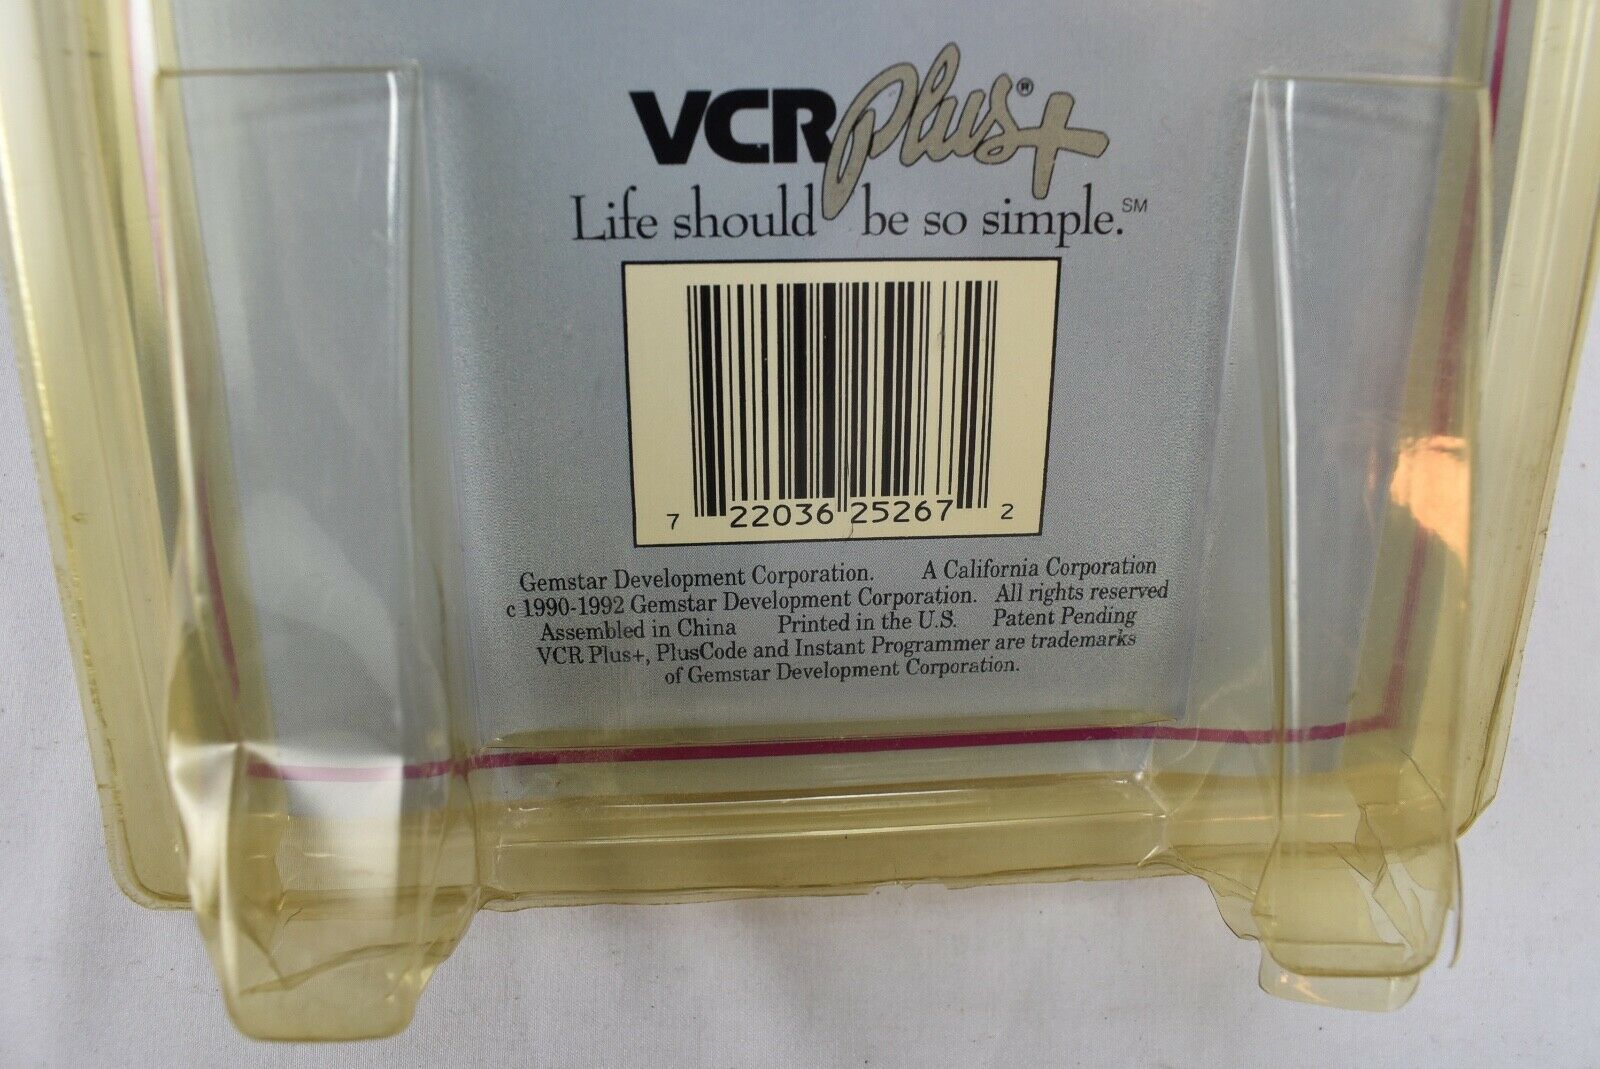 VCR Plus+®
Life should be so simple.℠
7 22036 25267 2
Gemstar Development Corporation. A California Corporation
c 1990-1992 Gemstar Development Corporation. All rights reserved
Assembled in China Printed in the U.S. Patent Pending
VCR Plus+, PlusCode and Instant Programmer are trademarks
of Gemstar Development Corporation.